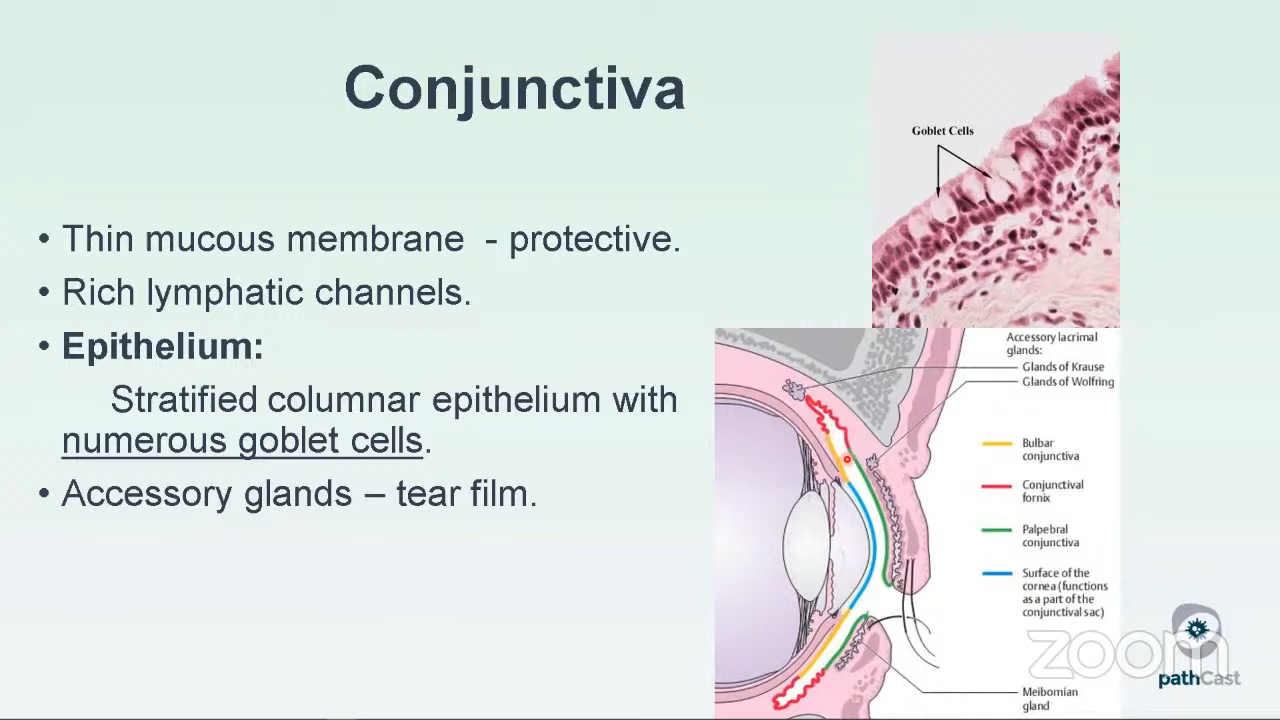 Conjunctiva
• Thin mucous membrane - protective.
• Rich lymphatic channels.
• Epithelium:
Stratified columnar epithelium with
numerous goblet cells.
• Accessory glands – tear film.
Goblet Cells
Accessory lacrimal
glands:
Glands of Krause
Glands of Wolfring
Bulbar
conjunctiva
Conjunctival
fornix
Palpebral
conjunctiva
Surface of the
cornea (functions
as a part of the
conjunctival sac)
Meibomian
gland
zoom
pathCast